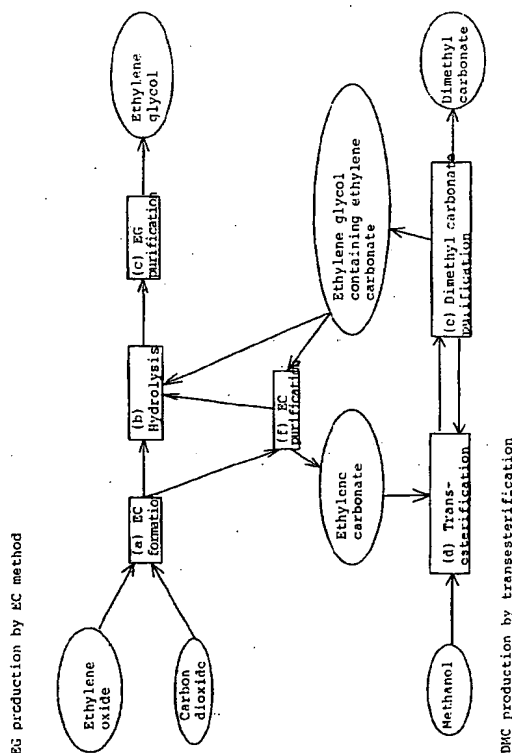 EG production by EC method
Ethylene
oxide
Carbon
dioxide
(a) EC
formation
(b)
Hydrolysis
(c) EG
purification
Ethylene
glycol
(f) EC
purification
Ethylene
carbonate
Ethylene glycol
containing ethylene
carbonate
Methanol
(d) Trans-
esterification
(e) Dimethyl carbonate
purification
Dimethyl
carbonate
DMC production by transesterification